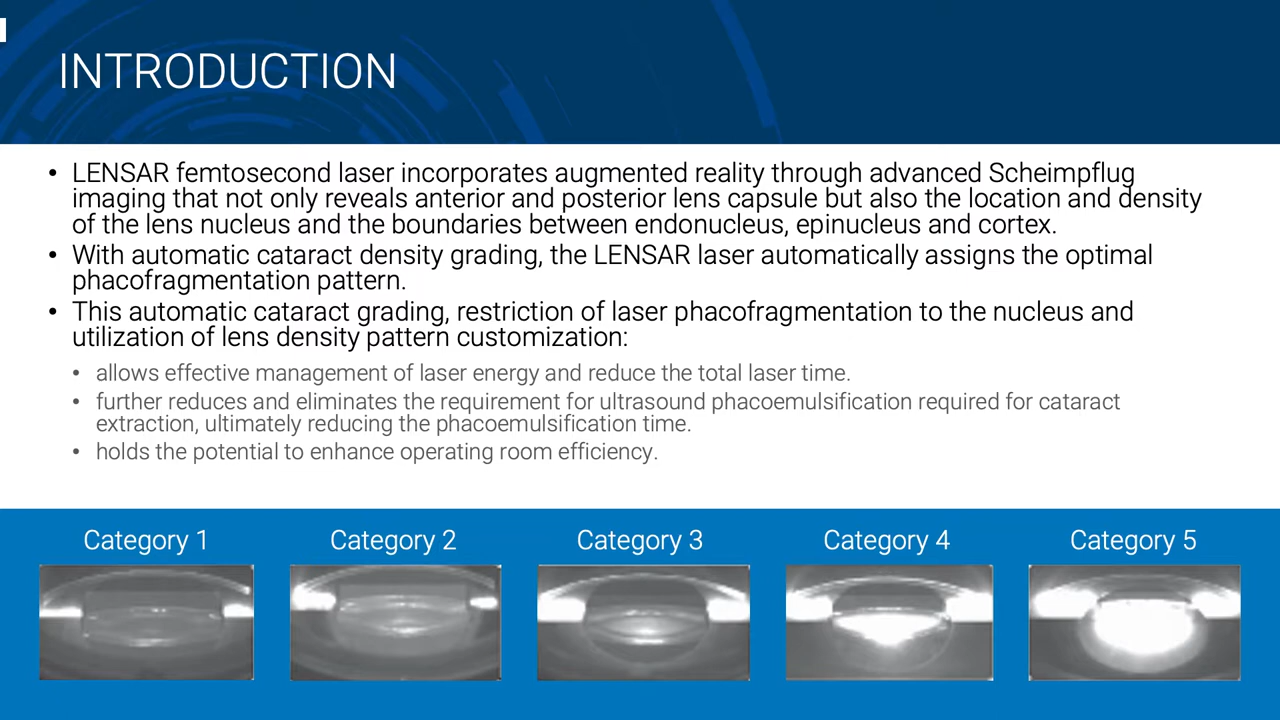 INTRODUCTION
• LENSAR femtosecond laser incorporates augmented reality through advanced Scheimpflug
imaging that not only reveals anterior and posterior lens capsule but also the location and density
of the lens nucleus and the boundaries between endonucleus, epinucleus and cortex.
• With automatic cataract density grading, the LENSAR laser automatically assigns the optimal
phacofragmentation pattern.
• This automatic cataract grading, restriction of laser phacofragmentation to the nucleus and
utilization of lens density pattern customization:
• allows effective management of laser energy and reduce the total laser time.
• further reduces and eliminates the requirement for ultrasound phacoemulsification required for cataract
extraction, ultimately reducing the phacoemulsification time.
• holds the potential to enhance operating room efficiency.
Category 1
Category 2
Category 3
Category 4
Category 5